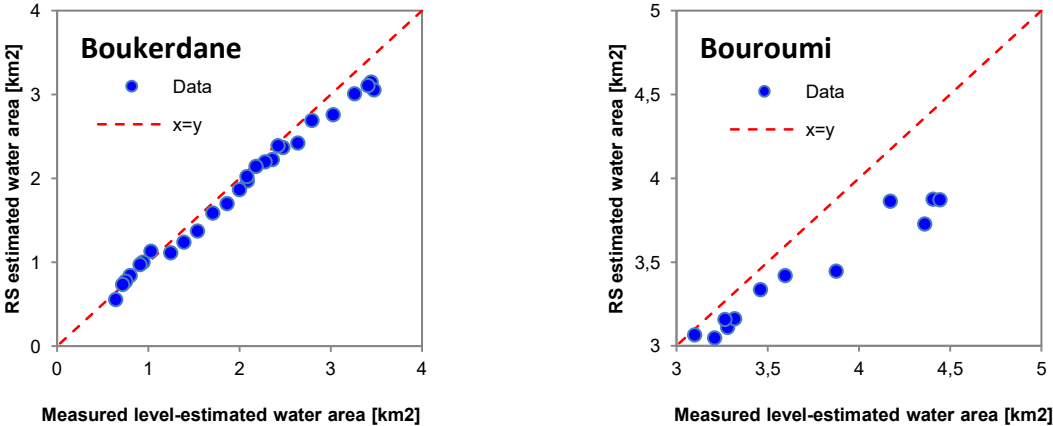 Boukerdane
Data
x=y
RS estimated water area [km2]
4
3
2
1
0
0 1 2 3 4
Measured level-estimated water area [km2]
Bouroumi
Data
x=y
RS estimated water area [km2]
5
4,5
4
3,5
3
3 3,5 4 4,5 5
Measured level-estimated water area [km2]